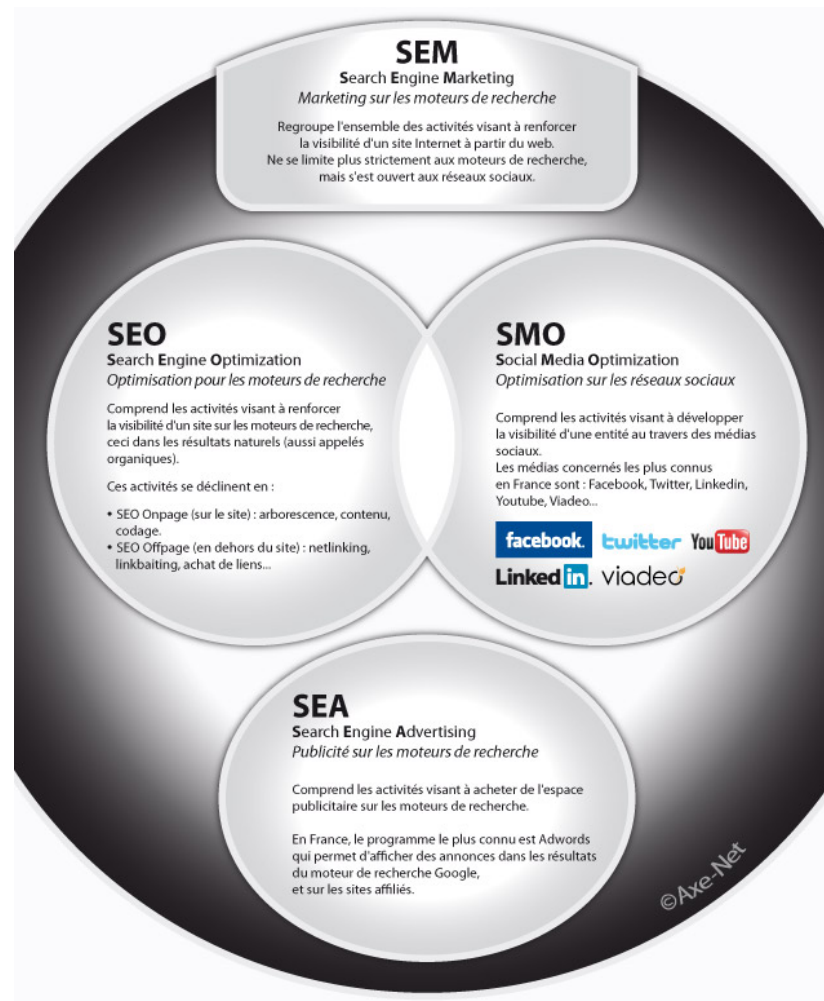 SEM
Search Engine Marketing
Marketing sur les moteurs de recherche
Regroupe l'ensemble des activités visant à renforcer
la visibilité d'un site Internet à partir du web.
Ne se limite plus strictement aux moteurs de recherche,
mais s'est ouvert aux réseaux sociaux.
SEO
Search Engine Optimization
Optimisation pour les moteurs de recherche
Comprend les activités visant à renforcer
la visibilité d'un site sur les moteurs de recherche,
ceci dans les résultats naturels (aussi appelés
organiques).
Ces activités se déclinent en :
• SEO Onpage (sur le site) : arborescence, contenu,
codage.
• SEO Offpage (en dehors du site) : netlinking,
linkbaiting, achat de liens...
SMO
Social Media Optimization
Optimisation sur les réseaux sociaux
Comprend les activités visant à développer
la visibilité d'une entité au travers des médias
sociaux.
Les médias concernés les plus connus
en France sont : Facebook, Twitter, Linkedin,
Youtube, Viadeo...
facebook. twitter YouTube
Linked in. viadeo
SEA
Search Engine Advertising
Publicité sur les moteurs de recherche
Comprend les activités visant à acheter de l'espace
publicitaire sur les moteurs de recherche.
En France, le programme le plus connu est Adwords
qui permet d'afficher des annonces dans les résultats
du moteur de recherche Google,
et sur les sites affiliés.
©Axe-Net